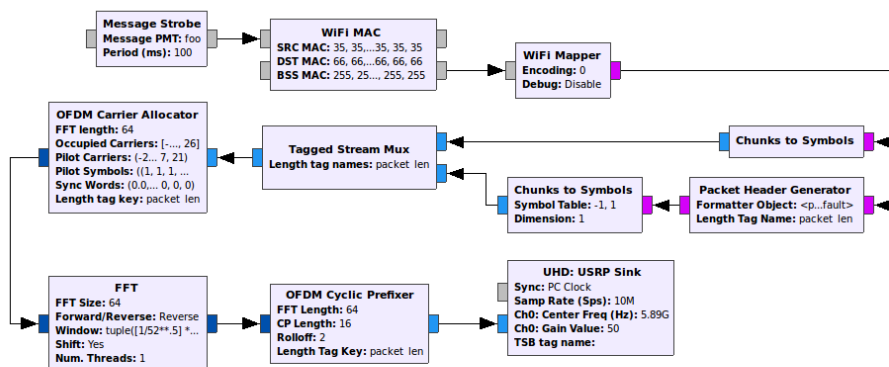 Message Strobe
Message PMT: foo
Period (ms): 100
WiFi MAC
SRC MAC: 35, 35,...35, 35, 35
DST MAC: 66, 66,...66, 66, 66
BSS MAC: 255, 25..., 255, 255
WiFi Mapper
Encoding: 0
Debug: Disable
OFDM Carrier Allocator
FFT length: 64
Occupied Carriers: [-..., 26]
Pilot Carriers: (-2... 7, 21)
Pilot Symbols: ((1, 1, 1, ...
Sync Words: (0.0,... 0, 0, 0)
Length tag key: packet_len
Tagged Stream Mux
Length tag names: packet_len
Chunks to Symbols
Chunks to Symbols
Symbol Table: -1, 1
Dimension: 1
Packet Header Generator
Formatter Object: <p...fault>
Length Tag Name: packet_len
FFT
FFT Size: 64
Forward/Reverse: Reverse
Window: tuple([1/52**.5] *...
Shift: Yes
Num. Threads: 1
OFDM Cyclic Prefixer
FFT Length: 64
CP Length: 16
Rolloff: 2
Length Tag Key: packet_len
UHD: USRP Sink
Sync: PC Clock
Samp Rate (Sps): 10M
Ch0: Center Freq (Hz): 5.89G
Ch0: Gain Value: 50
TSB tag name: